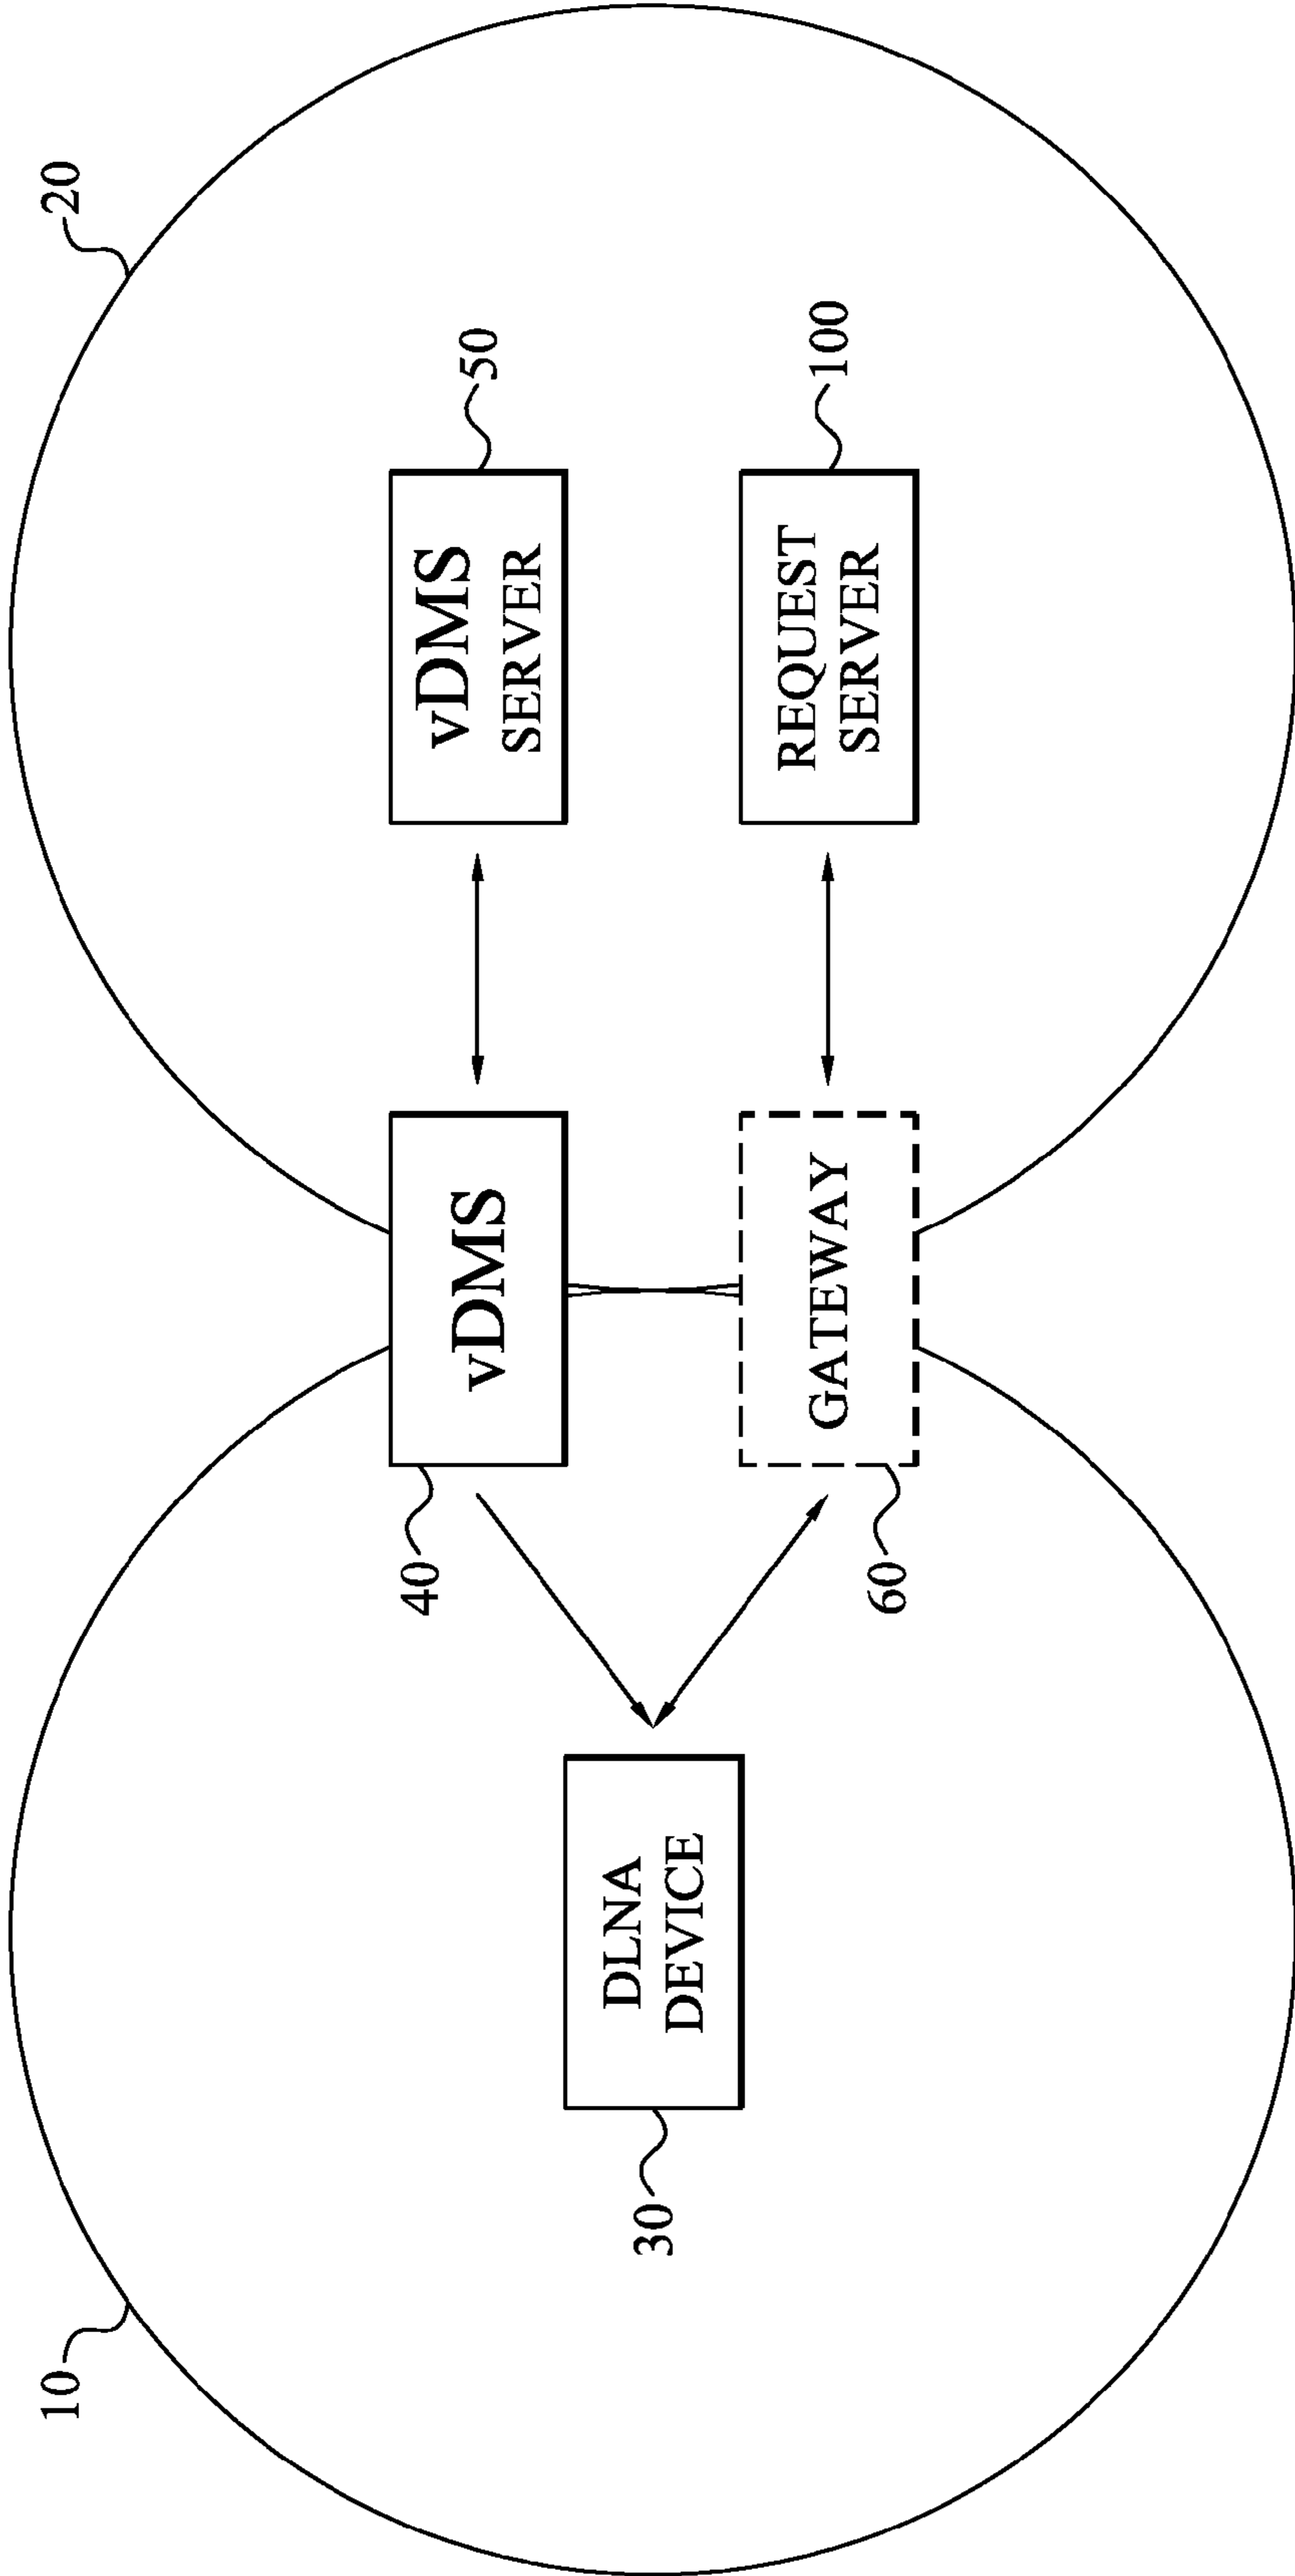 10
20
vDMS
SERVER
50
40
vDMS
DLNA
DEVICE
30
REQUEST
SERVER
100
GATEWAY
60